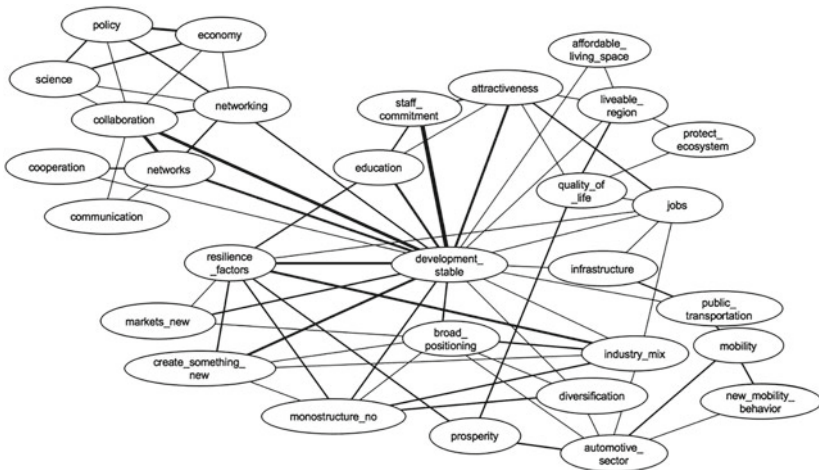 policy
economy
affordable_
living_space
science
staff_
commitment
attractiveness
liveable_
region
collaboration
networking
protect_
ecosystem
cooperation
networks
education
quality_of
_life
communication
jobs
resilience
_factors
development_
stable
infrastructure
markets_new
public_
transportation
broad_
positioning
industry_mix
mobility
create_something_
new
diversification
new_mobility_
behavior
monostructure_no
prosperity
automotive_
sector